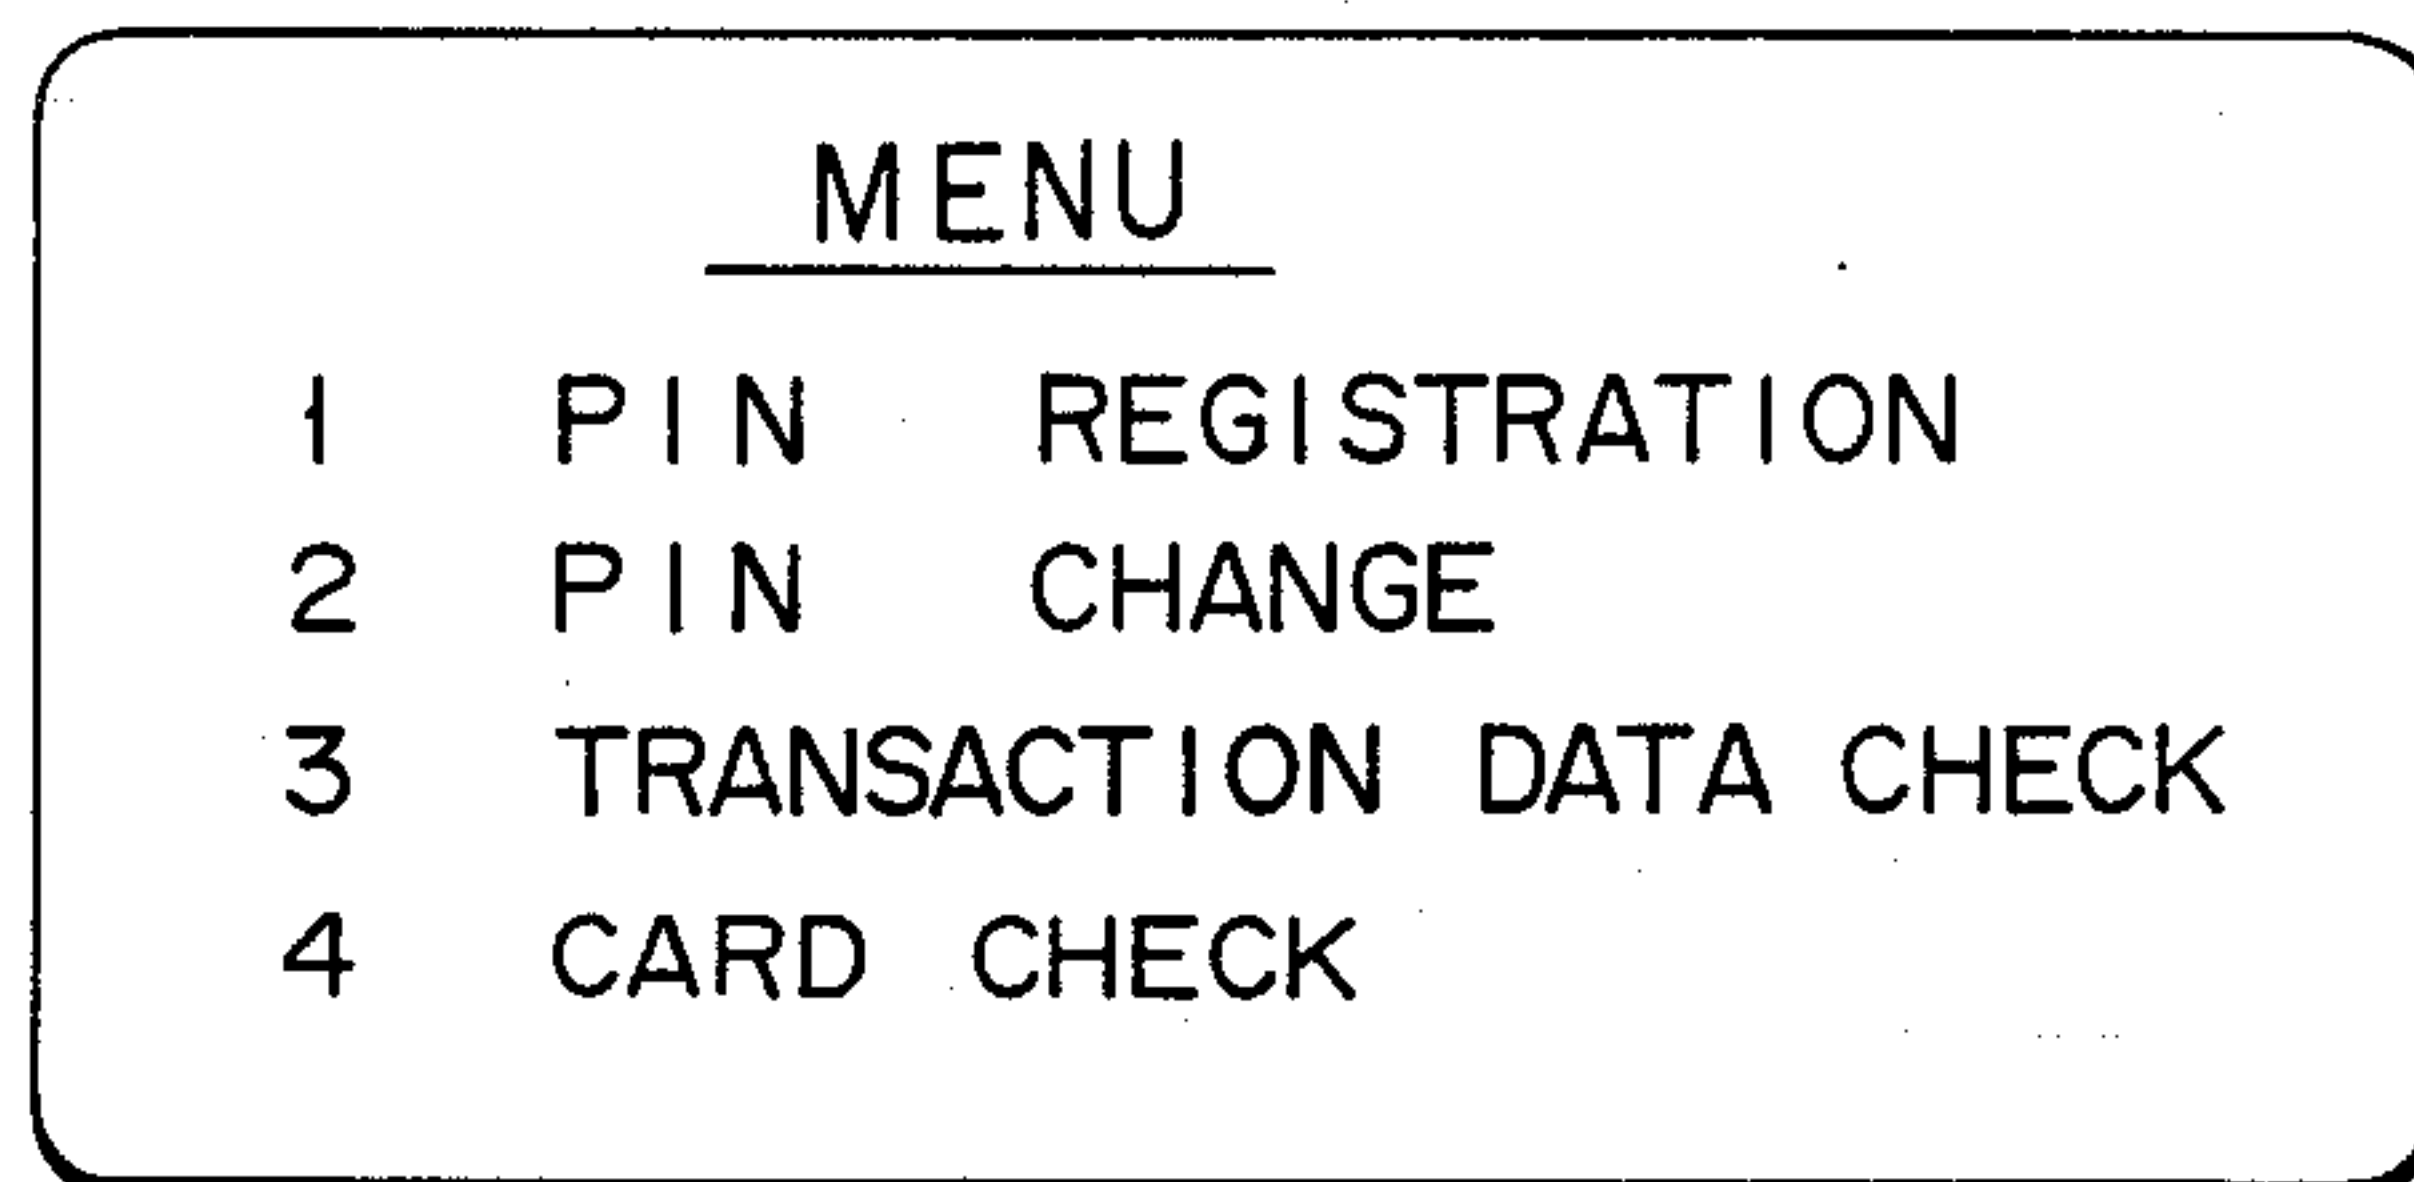 MENU
1 PIN REGISTRATION
2 PIN CHANGE
3 TRANSACTION DATA CHECK
4 CARD CHECK